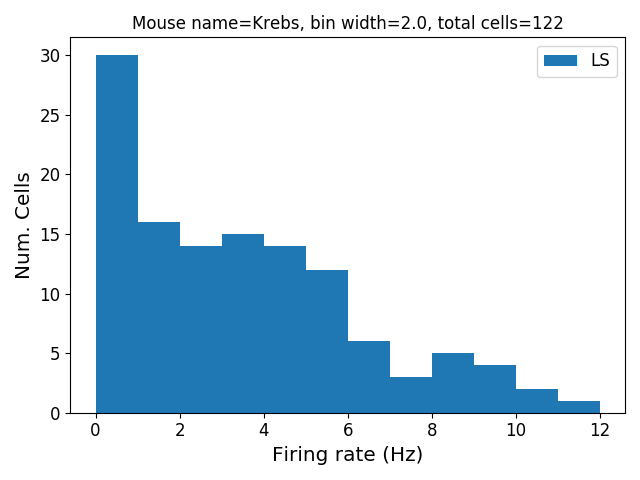 Mouse name=Krebs, bin width=2.0, total cells=122
LS
30
25
20
15
10
5
0
Num. Cells
0 2 4 6 8 10 12
Firing rate (Hz)